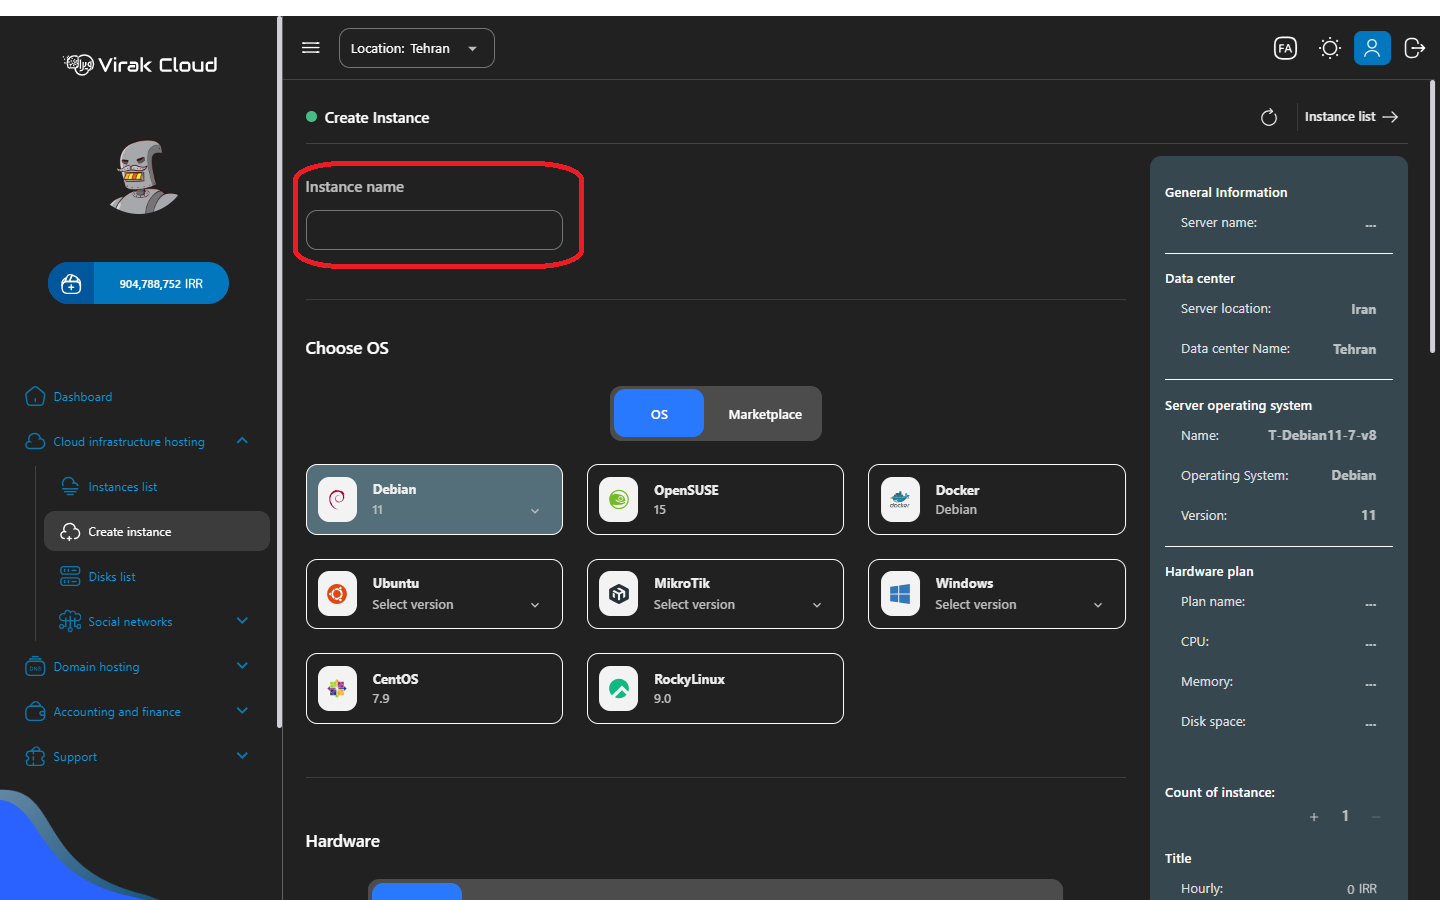 Virak Cloud
904,788,752 IRR
Dashboard
Cloud infrastructure hosting
Instances list
Create instance
Disks list
Social networks
Domain hosting
Accounting and finance
Support
Location: Tehran
FA
Create Instance
Instance list
Instance name
Choose OS
OS
Marketplace
Debian
11
OpenSUSE
15
docker
Docker
Debian
Ubuntu
Select version
MikroTik
Select version
Windows
Select version
CentOS
7.9
RockyLinux
9.0
Hardware
General Information
Server name: ---
Data center
Server location: Iran
Data center Name: Tehran
Server operating system
Name: T-Debian11-7-v8
Operating System: Debian
Version: 11
Hardware plan
Plan name: ---
CPU: ---
Memory: ---
Disk space: ---
Count of instance:
+ 1 −
Title
Hourly: 0 IRR